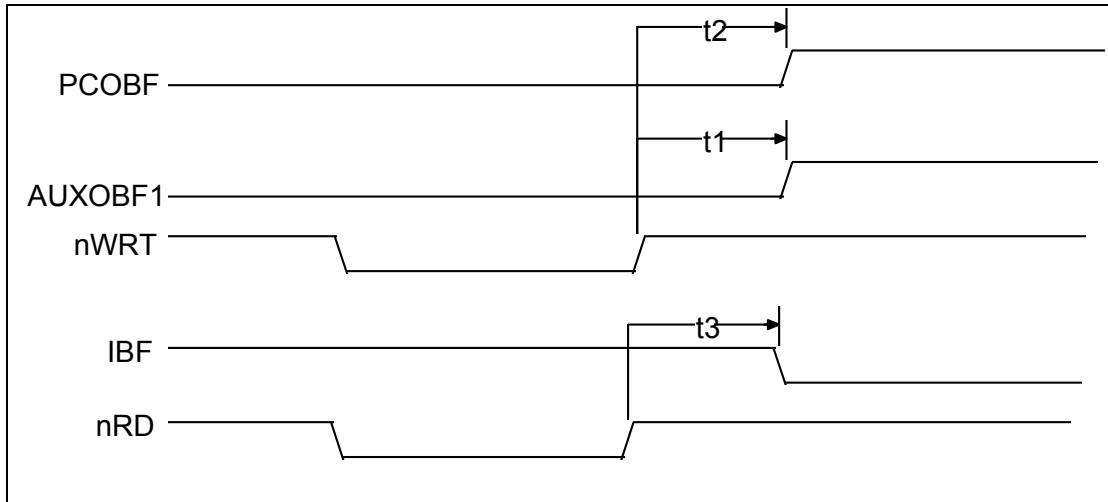 t2
PCOBF
t1
AUXOBF1
nWRT
t3
IBF
nRD